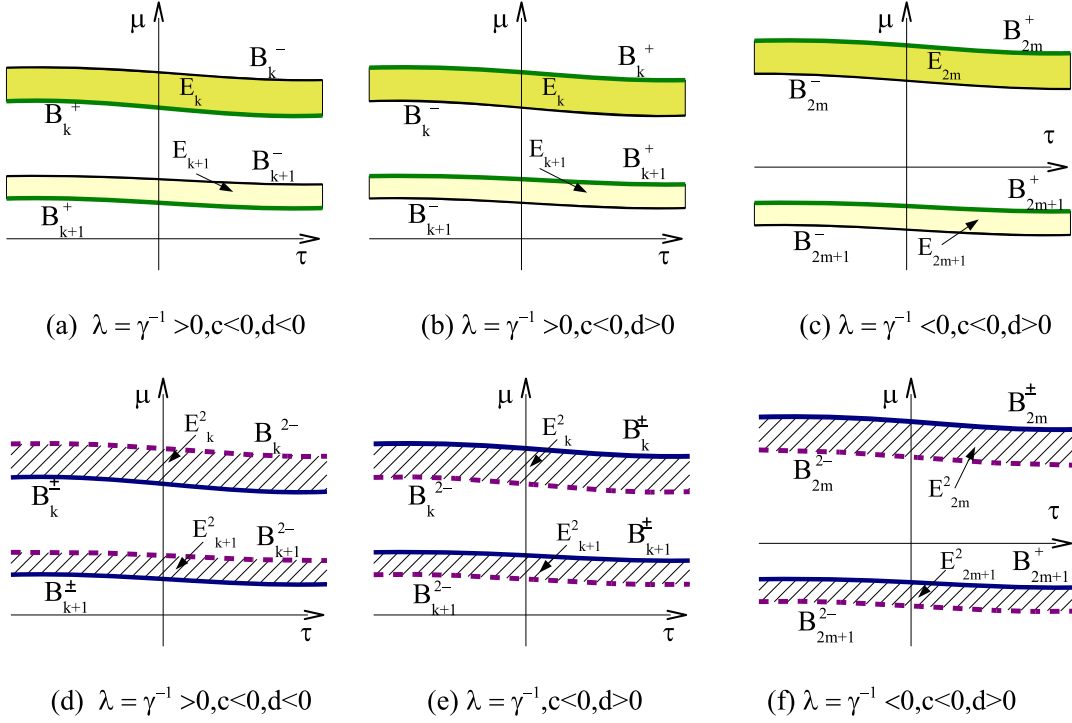 μ
B_k^-
E_k
B_k^+
E_{k+1}
B_{k+1}^-
B_{k+1}^+
τ
(a) λ = γ^{-1} >0,c<0,d<0
μ
B_k^+
E_k
B_k^-
E_{k+1}
B_{k+1}^+
B_{k+1}^-
τ
(b) λ = γ^{-1} >0,c<0,d>0
μ
B_{2m}^+
E_{2m}
B_{2m}^-
τ
B_{2m+1}^+
B_{2m+1}^-
E_{2m+1}
(c) λ = γ^{-1} <0,c<0,d>0
μ
E_k^2
B_k^{2-}
B_k^±
E_{k+1}^2
B_{k+1}^{2-}
B_{k+1}^±
τ
(d) λ = γ^{-1} >0,c<0,d<0
μ
E_k^2
B_k^±
B_k^{2-}
E_{k+1}^2
B_{k+1}^±
B_{k+1}^{2-}
τ
(e) λ = γ^{-1},c<0,d>0
μ
B_{2m}^±
B_{2m}^{2-}
E_{2m}^2
τ
E_{2m+1}^2
B_{2m+1}^+
B_{2m+1}^{2-}
(f) λ = γ^{-1} <0,c<0,d>0